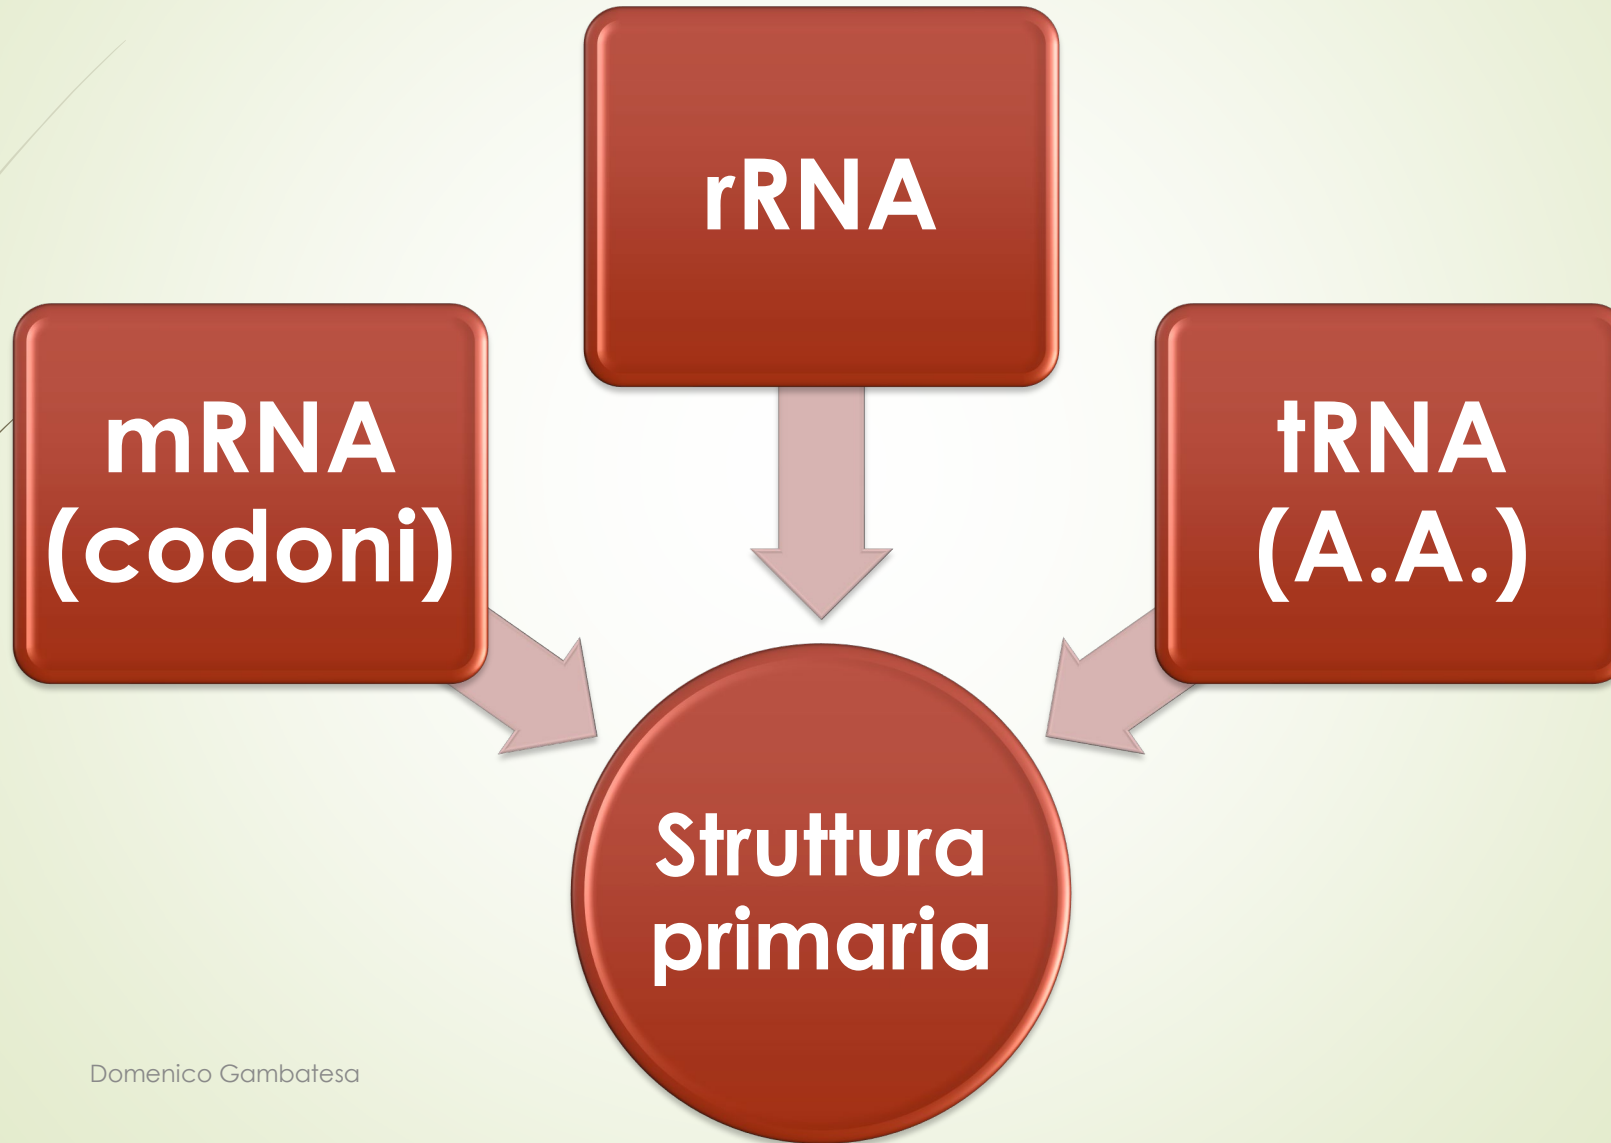 rRNA
mRNA
(codoni)
tRNA
(A.A.)
Struttura
primaria
Domenico Gambatesa